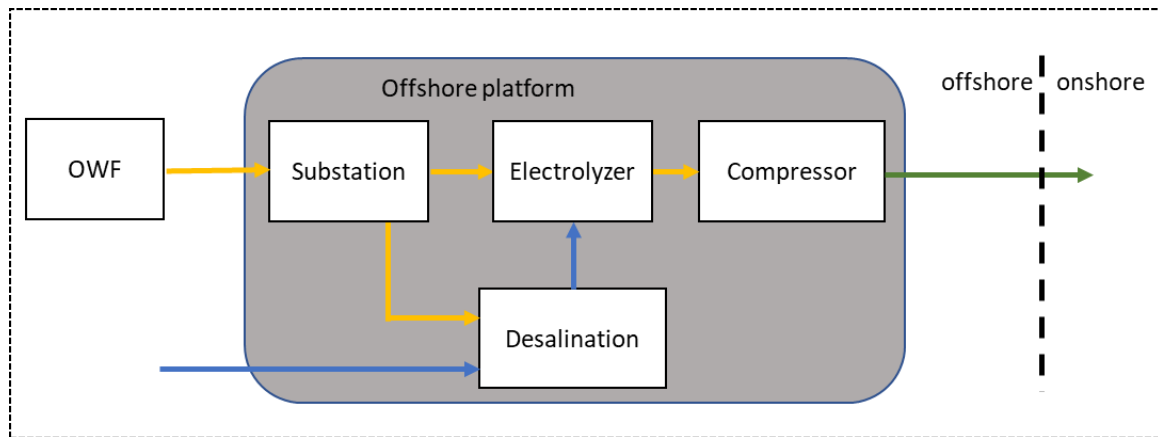 Offshore platform
offshore
onshore
OWF
Substation
Electrolyzer
Compressor
Desalination